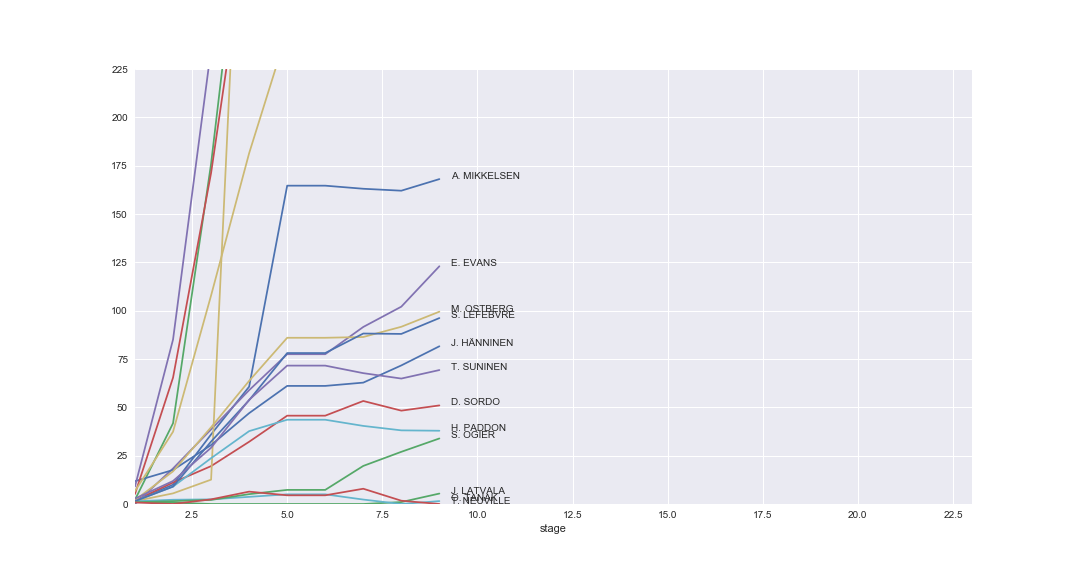 225
200
175
150
125
100
75
50
25
0
A. MIKKELSEN
E. EVANS
M. OSTBERG
S. LEFEBVRE
J. HÄNNINEN
T. SUNINEN
D. SORDO
H. PADDON
S. OGIER
J. LATVALA
O. TANAK
T. NEUVILLE
2.5 5.0 7.5 10.0 12.5 15.0 17.5 20.0 22.5
stage